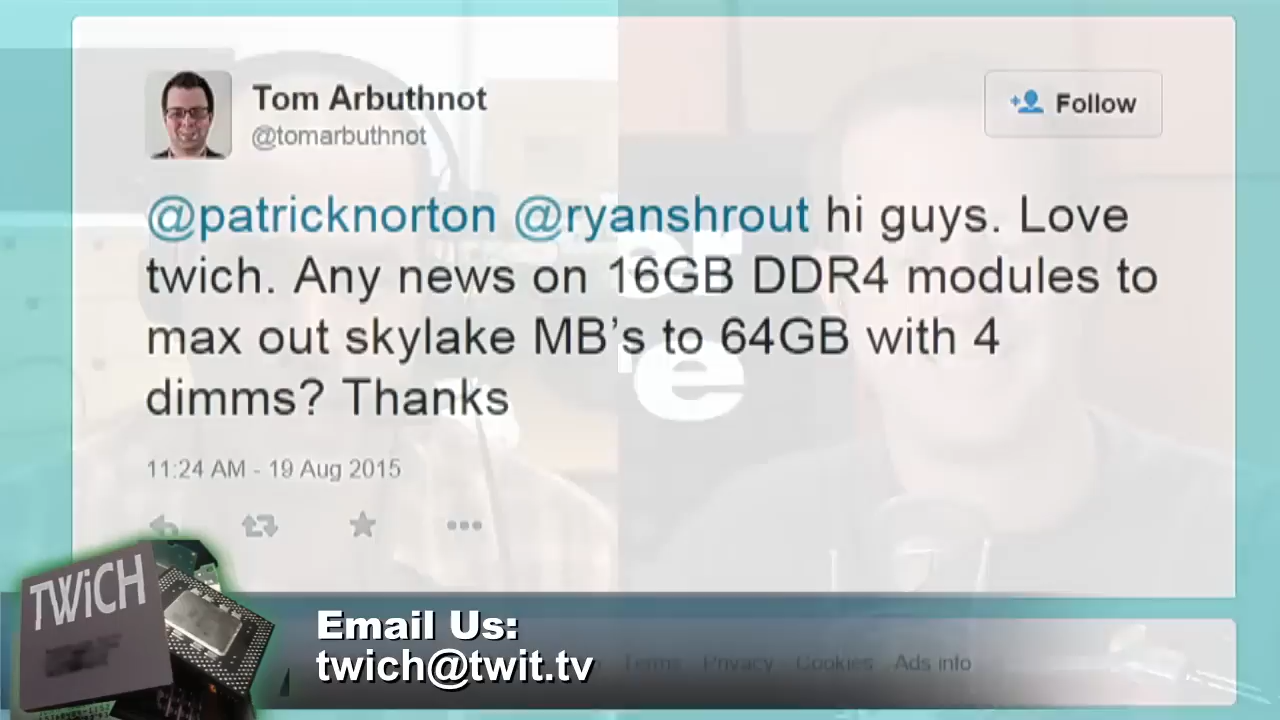 Tom Arbuthnot
@tomarbuthnot
Follow
@patricknorton @ryanshrout hi guys. Love
twich. Any news on 16GB DDR4 modules to
max out skylake MB's to 64GB with 4
dimms? Thanks
11:24 AM - 19 Aug 2015
TWiCH
Email Us:
twich@twit.tv
Terms Privacy Cookies Ads info